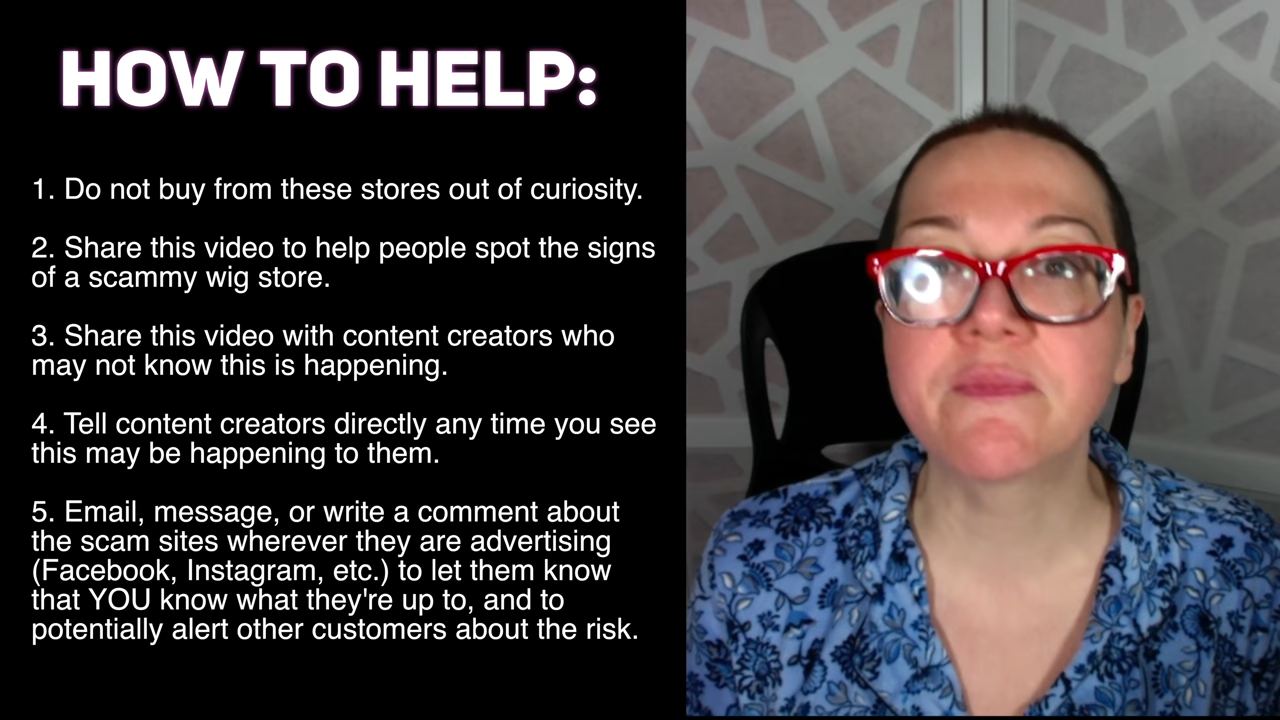 HOW TO HELP:
1. Do not buy from these stores out of curiosity.
2. Share this video to help people spot the signs
of a scammy wig store.
3. Share this video with content creators who
may not know this is happening.
4. Tell content creators directly any time you see
this may be happening to them.
5. Email, message, or write a comment about
the scam sites wherever they are advertising
(Facebook, Instagram, etc.) to let them know
that YOU know what they're up to, and to
potentially alert other customers about the risk.